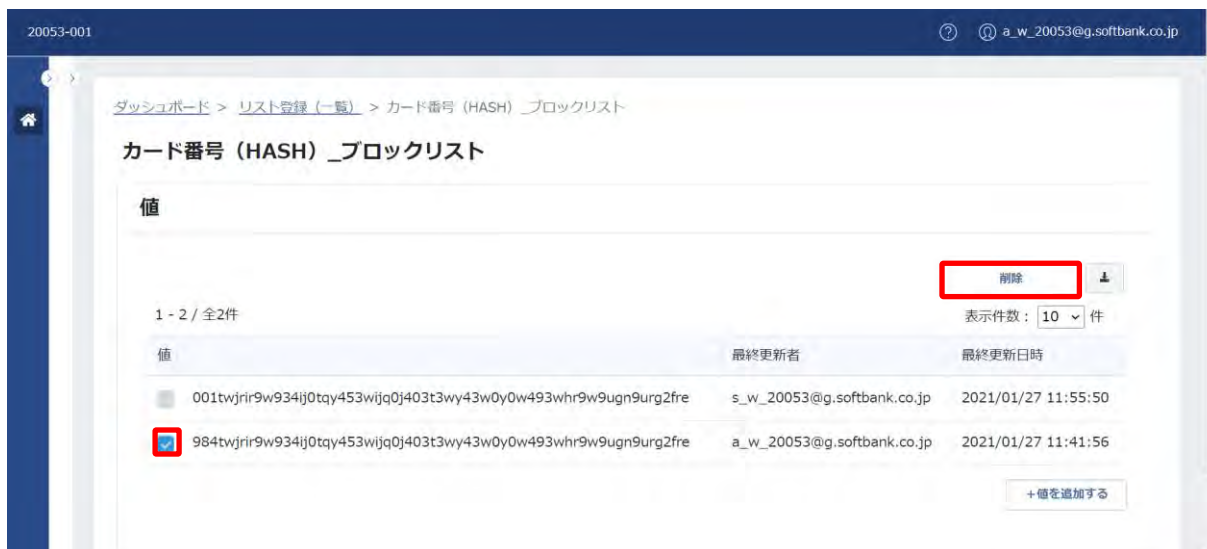 20053-001
a_w_20053@g.softbank.co.jp
ダッシュボード > リスト登録（一覧） > カード番号（HASH）_ブロックリスト
カード番号（HASH）_ブロックリスト
値
削除
1 - 2 / 全2件
表示件数： 10 件
値 最終更新者 最終更新日時
001twjrir9w934ij0tqy453wijq0j403t3wy43w0y0w493whr9w9ugn9urg2fre s_w_20053@g.softbank.co.jp 2021/01/27 11:55:50
984twjrir9w934ij0tqy453wijq0j403t3wy43w0y0w493whr9w9ugn9urg2fre a_w_20053@g.softbank.co.jp 2021/01/27 11:41:56
+値を追加する